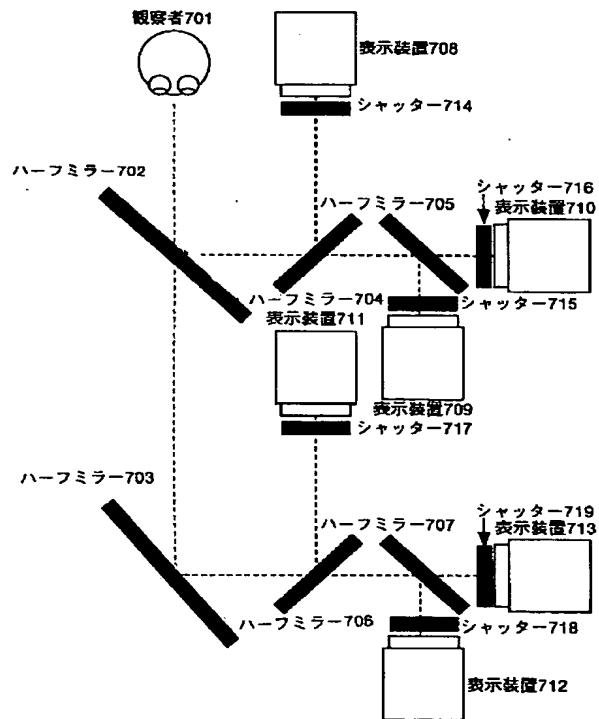 観察者701
表示装置708
シャッター714
ハーフミラー702
ハーフミラー705
シャッター716
表示装置710
ハーフミラー704
表示装置711
シャッター715
表示装置709
シャッター717
ハーフミラー703
シャッター719
表示装置713
ハーフミラー707
ハーフミラー706
シャッター718
表示装置712